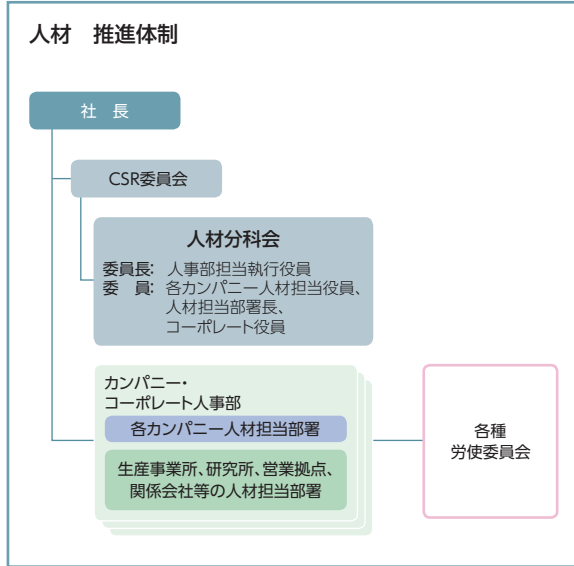 人材　推進体制
社　長
CSR委員会
人材分科会
委員長：　人事部担当執行役員
委　員：　各カンパニー人材担当役員、
人材担当部署長、
コーポレート役員
カンパニー・
コーポレート人事部
各カンパニー人材担当部署
生産事業所、研究所、営業拠点、
関係会社等の人材担当部署
各種
労使委員会